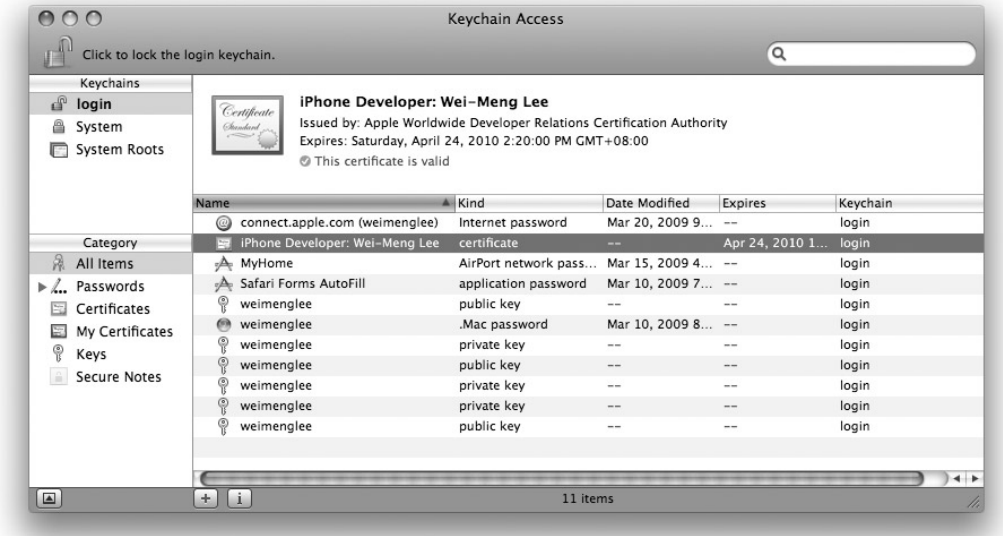 Keychain Access
Click to lock the login keychain.
Keychains
login
System
System Roots
Category
All Items
Passwords
Certificates
My Certificates
Keys
Secure Notes
Certificate
Standard
iPhone Developer: Wei-Meng Lee
Issued by: Apple Worldwide Developer Relations Certification Authority
Expires: Saturday, April 24, 2010 2:20:00 PM GMT+08:00
This certificate is valid
Name Kind Date Modified Expires Keychain
connect.apple.com (weimenglee) Internet password Mar 20, 2009 9... -- login
iPhone Developer: Wei-Meng Lee certificate -- Apr 24, 2010 1... login
MyHome AirPort network pass... Mar 15, 2009 4... -- login
Safari Forms AutoFill application password Mar 10, 2009 7... -- login
weimenglee public key -- -- login
weimenglee .Mac password Mar 10, 2009 8... -- login
weimenglee private key -- -- login
weimenglee public key -- -- login
weimenglee private key -- -- login
weimenglee private key -- -- login
weimenglee public key -- -- login
11 items